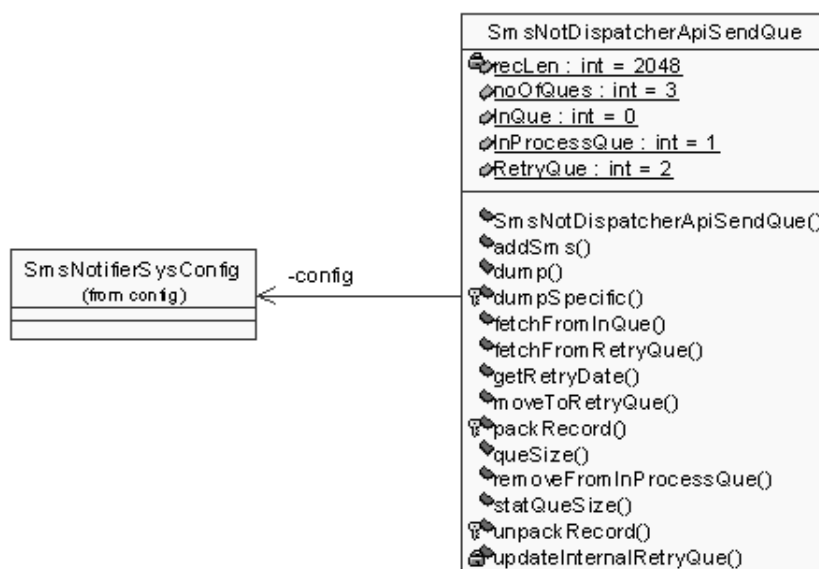 SmsNotDispatcherApiSendQue
recLen : int = 2048
noOfQues : int = 3
InQue : int = 0
InProcessQue : int = 1
RetryQue : int = 2
SmsNotDispatcherApiSendQue()
addSms()
dump()
dumpSpecific()
fetchFromInQue()
fetchFromRetryQue()
getRetryDate()
moveToRetryQue()
packRecord()
queSize()
removeFromInProcessQue()
statQueSize()
unpackRecord()
updateInternalRetryQue()
SmsNotifierSysConfig
(from config)
-config